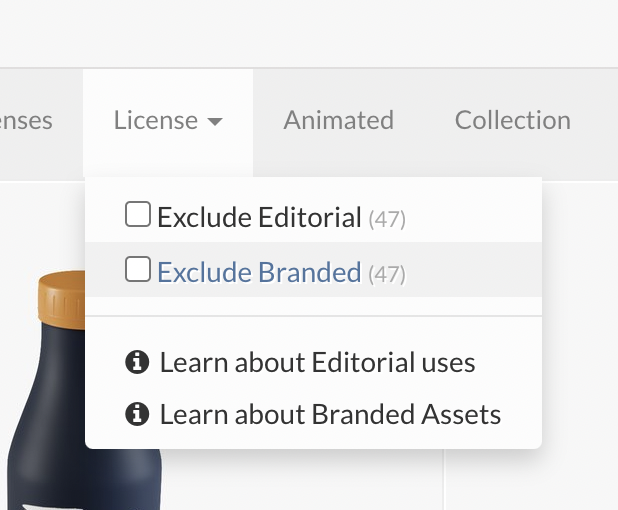 enses License Animated Collection
Exclude Editorial (47)
Exclude Branded (47)
Learn about Editorial uses
Learn about Branded Assets